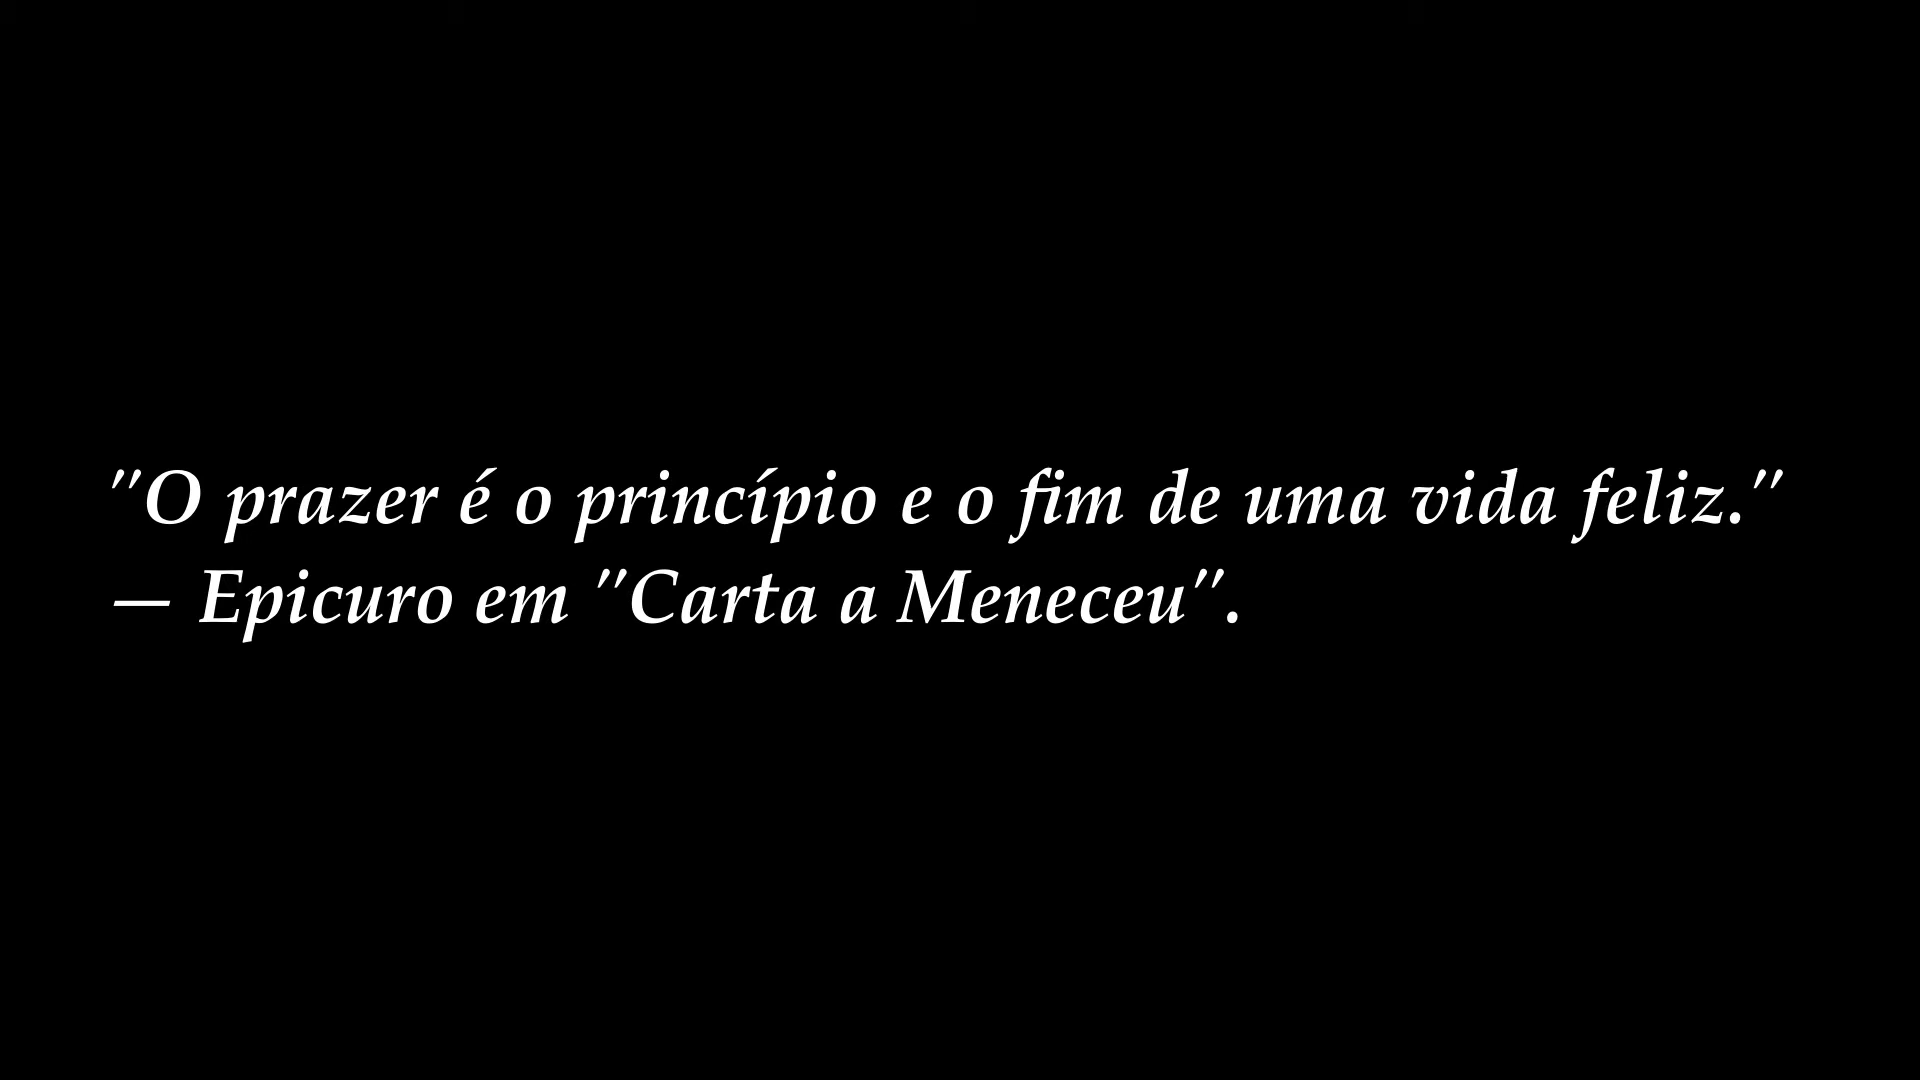 "O prazer é o princípio e o fim de uma vida feliz."
— Epicuro em "Carta a Meneceu".